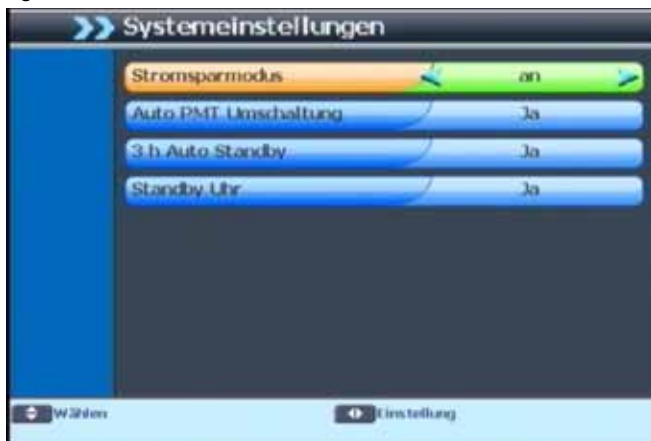 Systemeinstellungen
Stromsparmodus an
Auto PMT Umschaltung Ja
3 h Auto Standby Ja
Standby Uhr Ja
Wählen Einstellung